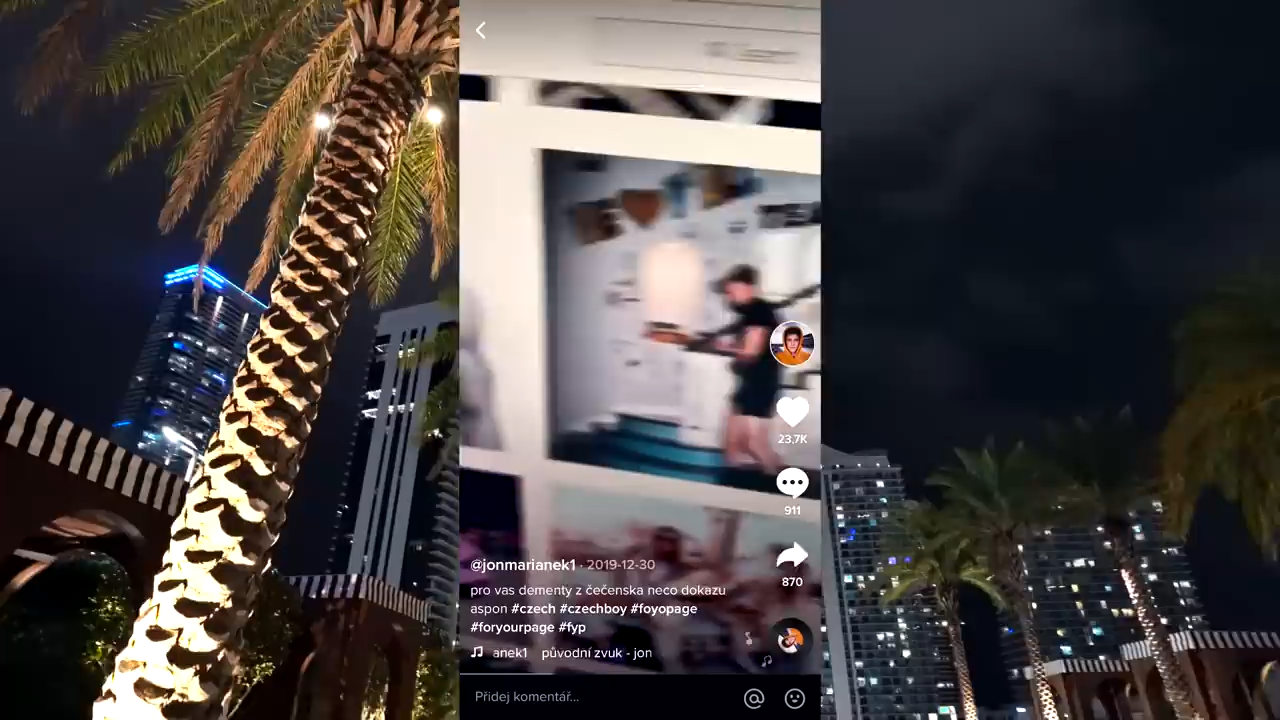 23.7K
911
870
@jonmarianek1 · 2019-12-30
pro vas dementy z čečenska neco dokazu
aspon #czech #czechboy #foyopage
#foryourpage #fyp
anek1 původní zvuk - jon
Přidej komentář...